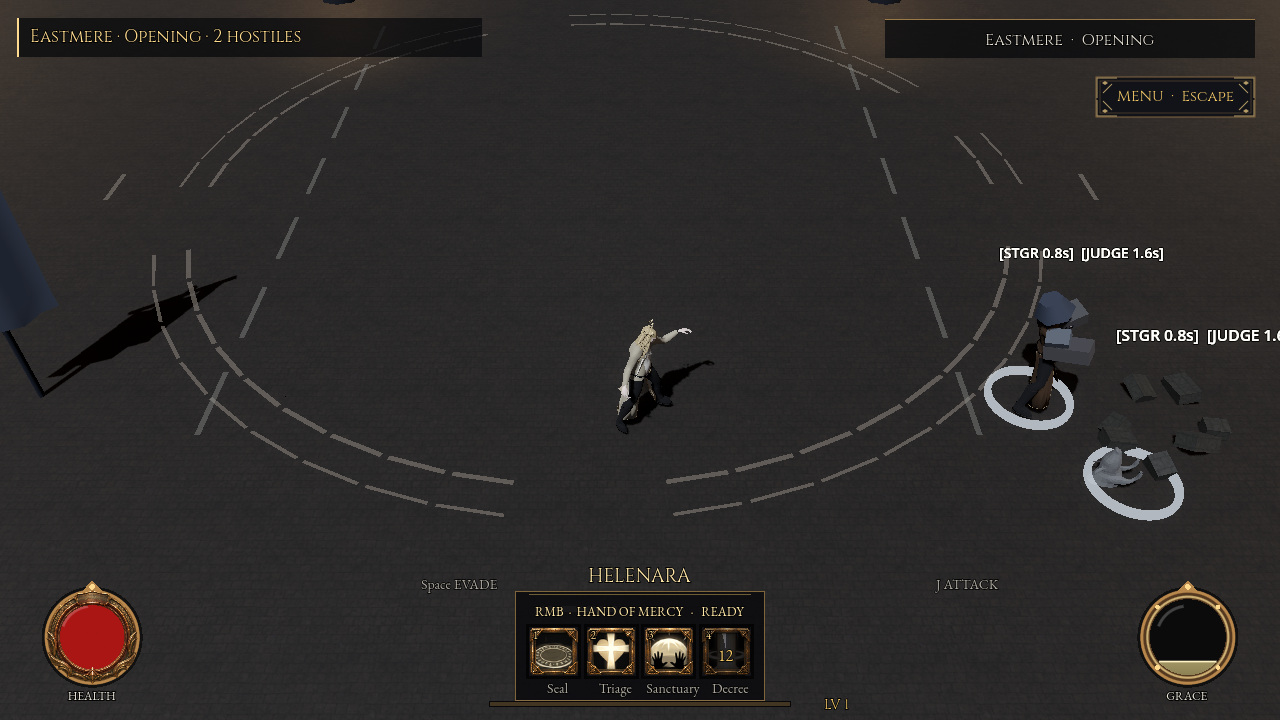 Eastmere · Opening · 2 hostiles
Eastmere · Opening
MENU · Escape
[STGR 0.8s] [JUDGE 1.6s]
[STGR 0.8s] [JUDGE
Space EVADE
HELENARA
J ATTACK
RMB · HAND OF MERCY · READY
1 2 3 4
12
Seal Triage Sanctuary Decree
HEALTH
GRACE
LV 1